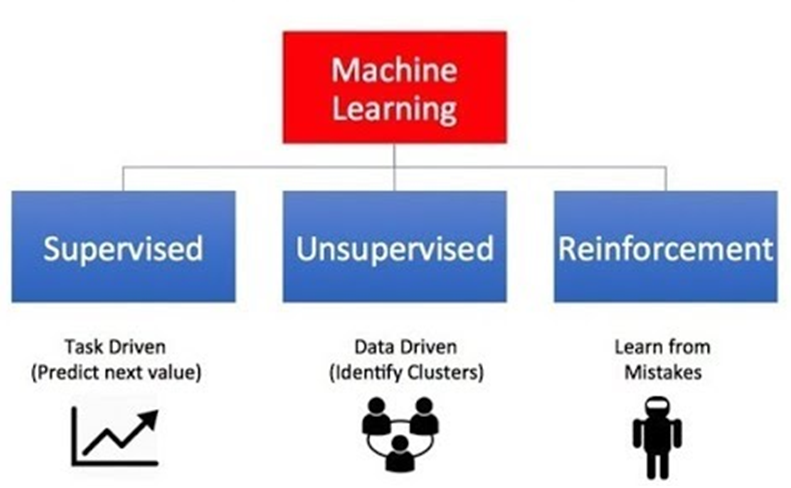 Machine
Learning
Supervised
Unsupervised
Reinforcement
Task Driven
(Predict next value)
Data Driven
(Identify Clusters)
Learn from
Mistakes